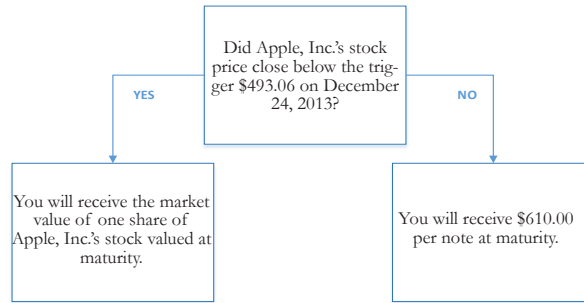 Did Apple, Inc.'s stock
price close below the trig-
ger $493.06 on December
24, 2013?
YES
NO
You will receive the market
value of one share of
Apple, Inc.'s stock valued at
maturity.
You will receive $610.00
per note at maturity.